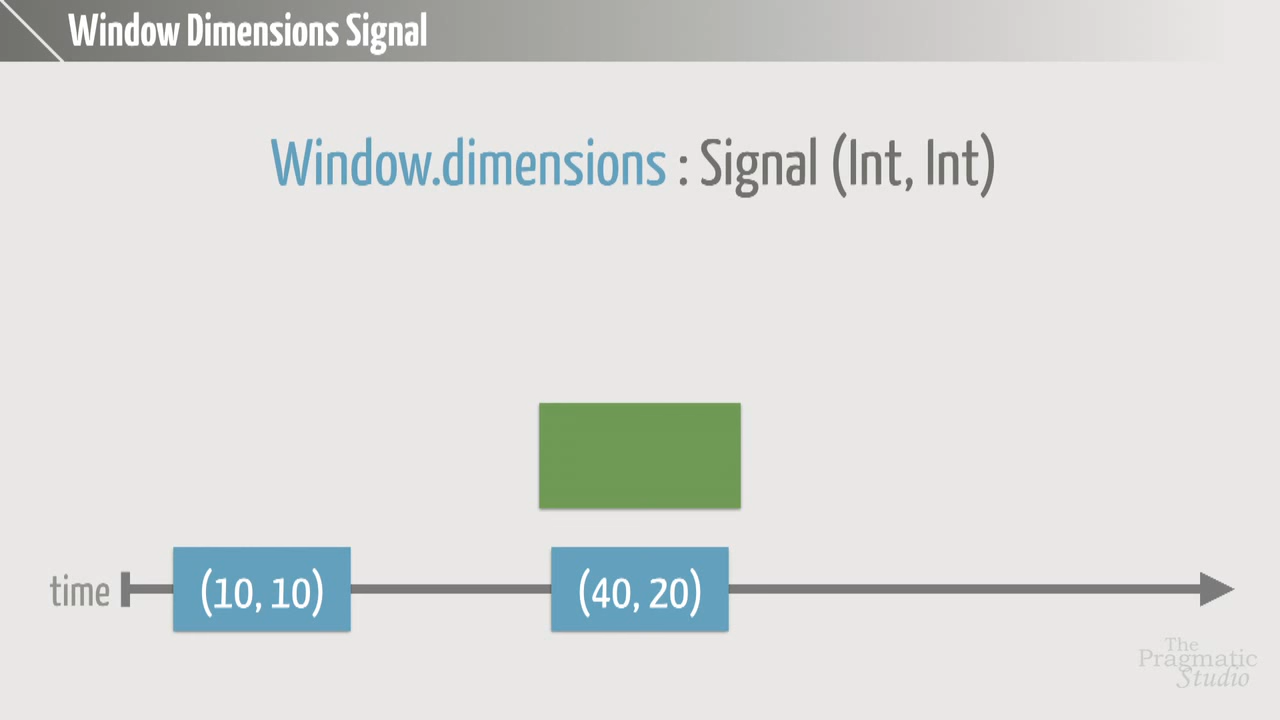 Window Dimensions Signal
Window.dimensions : Signal (Int, Int)
time (10, 10) (40, 20)
The
Pragmatic
Studio